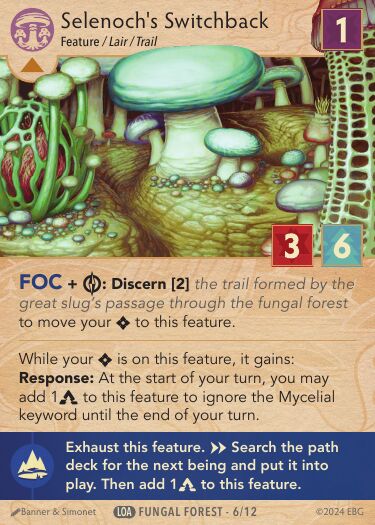 Selenoch's Switchback
1
Feature / Lair / Trail
3 6
FOC + : Discern [2] the trail formed by the
great slug's passage through the fungal forest
to move your to this feature.
While your is on this feature, it gains:
Response: At the start of your turn, you may
add 1 to this feature to ignore the Mycelial
keyword until the end of your turn.
Exhaust this feature. Search the path
deck for the next being and put it into
play. Then add 1 to this feature.
Banner & Simonet LOA FUNGAL FOREST - 6/12 ©2024 EBG